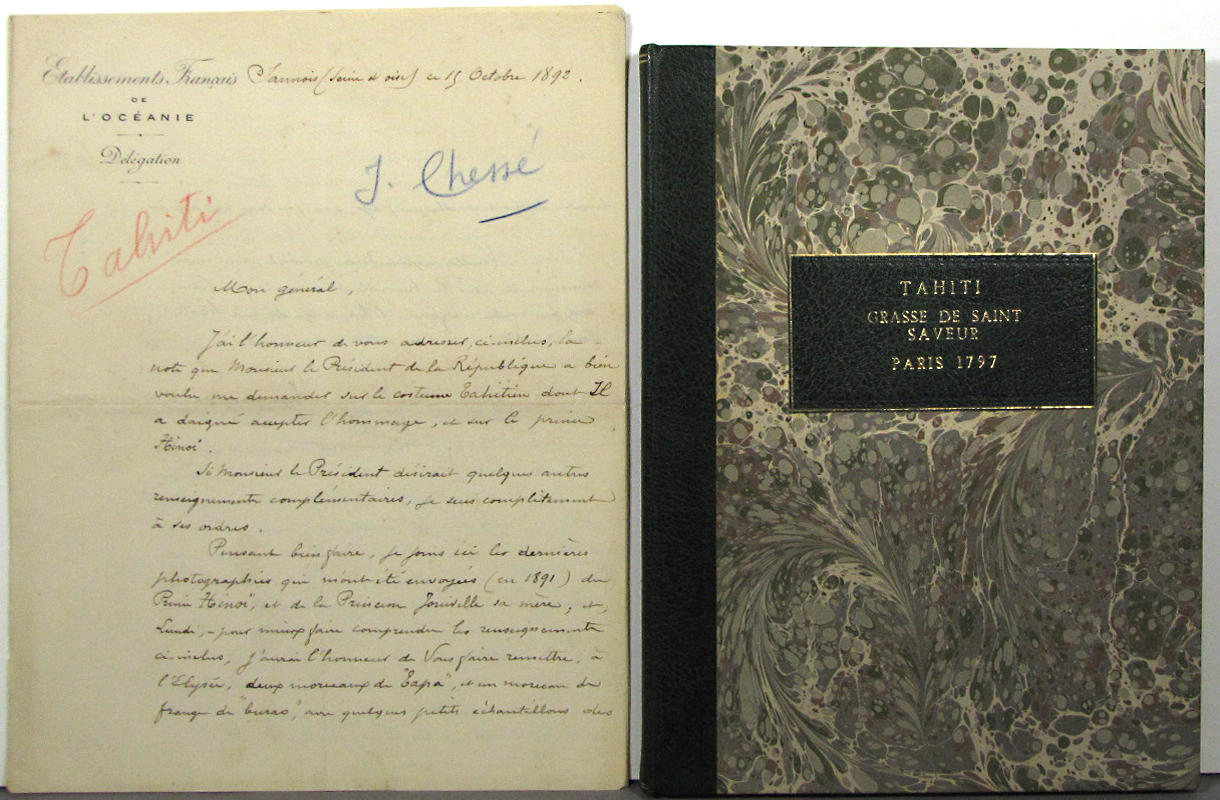 Etablissements Français
DE
L'OCÉANIE
Délégation
Sannois (Seine et oise) ce 15 Octobre 1892.
J. Chessé
Tahiti
Mon général,
J'ai l'honneur de vous adresser, ci-inclus, la
note que Monsieur le Président de la République a bien
voulu me demander sur le costume Tahitien dont Il
a daigné accepter l'hommage, et sur le prince
Hinoï.
Si Monsieur le Président désirait quelques autres
renseignements complémentaires, je suis complètement
à ses ordres.
Pensant bien faire, je joins ici les dernières
photographies qui m'ont été envoyées (en 1891) du
Prince Hinoï, et de la Princesse Joinville sa mère, et,
Lundi, - pour mieux faire comprendre les renseignements
ci-inclus, j'aurai l'honneur de Vous faire remettre, à
l'Elysée, deux morceaux de "Tapa", et un morceau de
frange de "burao", avec quelques petits échantillons des
TAHITI
GRASSE DE SAINT
SAVEUR
PARIS 1797